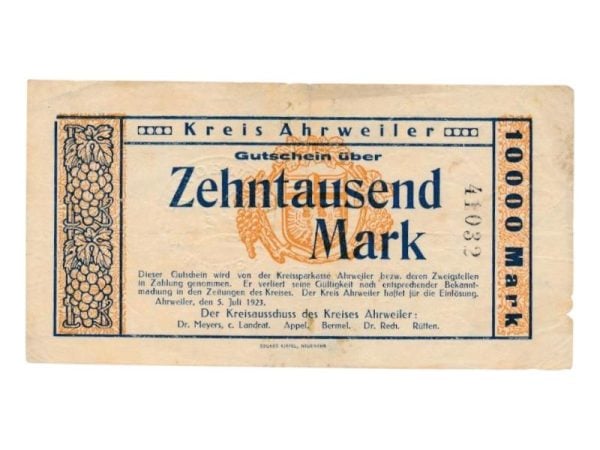 Kreis Ahrweiler
Gutschein über
Zehntausend
Mark
41032
10000 Mark
Dieser Gutschein wird von der Kreissparkasse Ahrweiler bezw. deren Zweigstellen
in Zahlung genommen. Er verliert seine Gültigkeit nach entsprechender Bekannt-
machung in den Zeitungen des Kreises. Der Kreis Ahrweiler haftet für die Einlösung.
Ahrweiler, den 5. Juli 1923.
Der Kreisausschuss des Kreises Ahrweiler:
Dr. Meyers, c. Landrat. Appel. Bermel. Dr. Rech. Rütten.